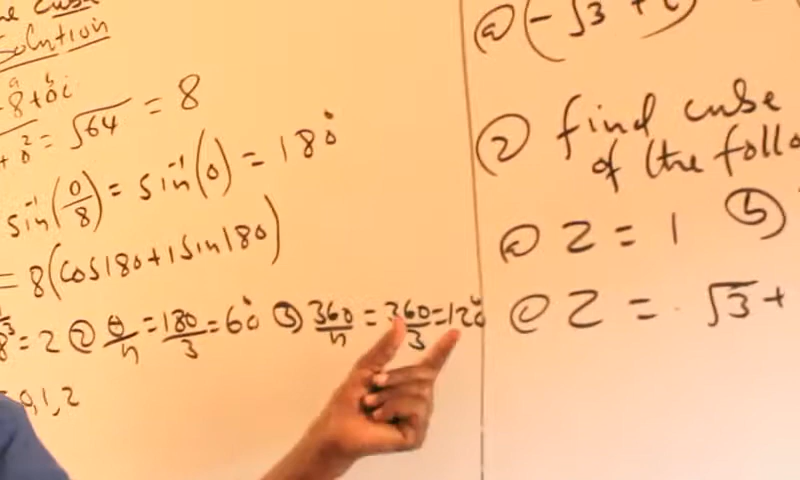 Solution
-8+0i
= √64 = 8
sin⁻¹(0/8) = sin⁻¹(0) = 180°
= 8(cos180+isin180)
= 2 ② θ/n = 180/3 = 60° ③ 360/n = 360/3 = 120°
0,1,2
ⓐ (-√3 +
② find cube
of the follo
ⓐ Z = 1 ⓑ
ⓒ Z = √3 +